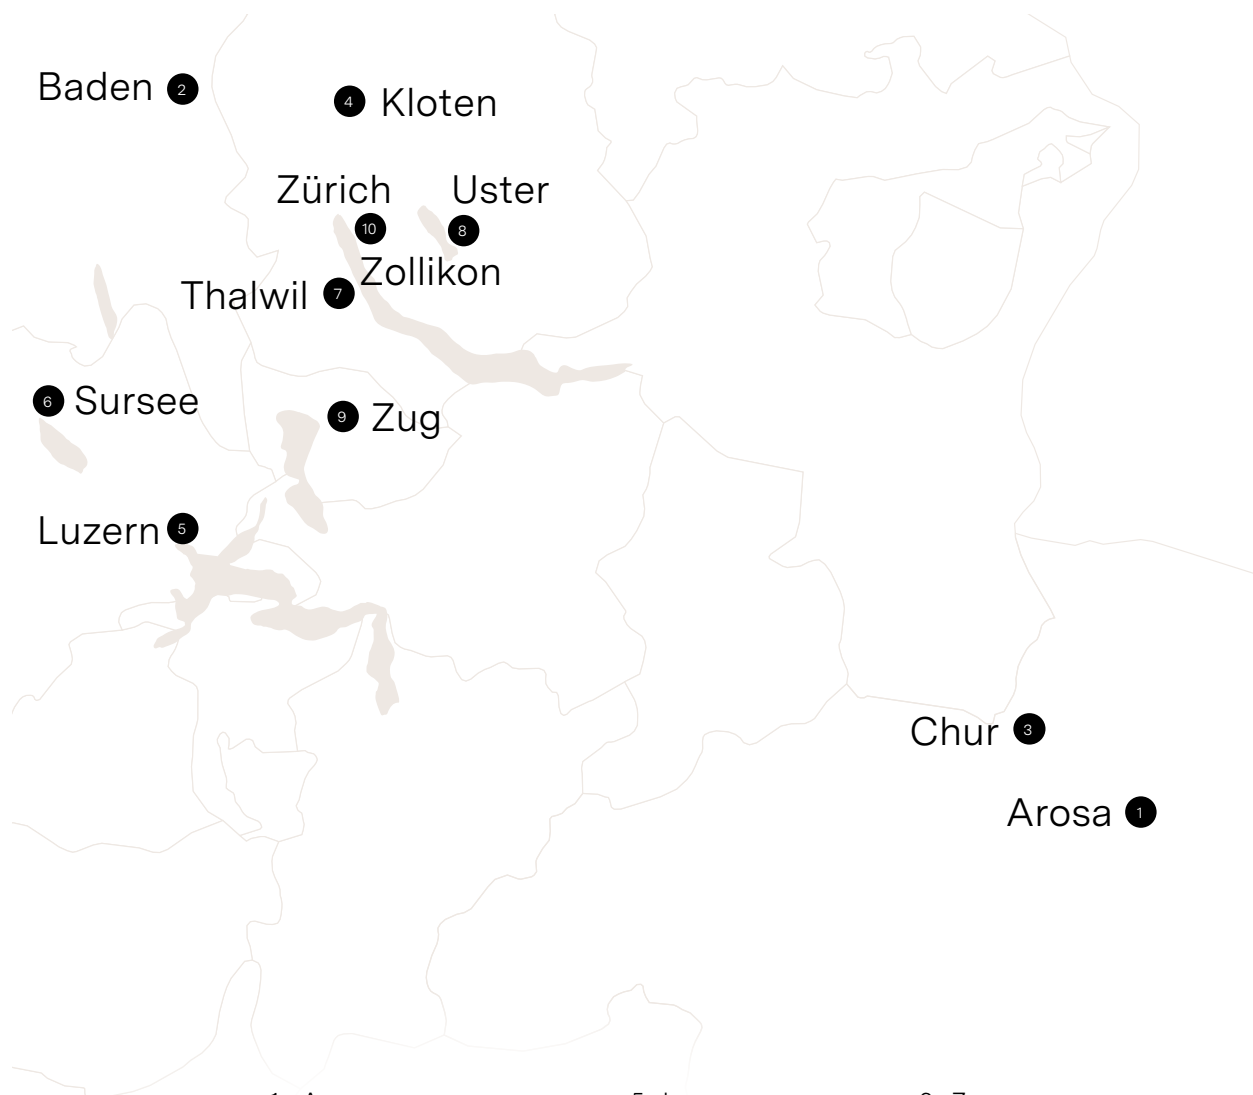 Baden 2
4 Kloten
Zürich Uster
10 8
Zollikon
Thalwil 7
6 Sursee
9 Zug
Luzern 5
Chur 3
Arosa 1